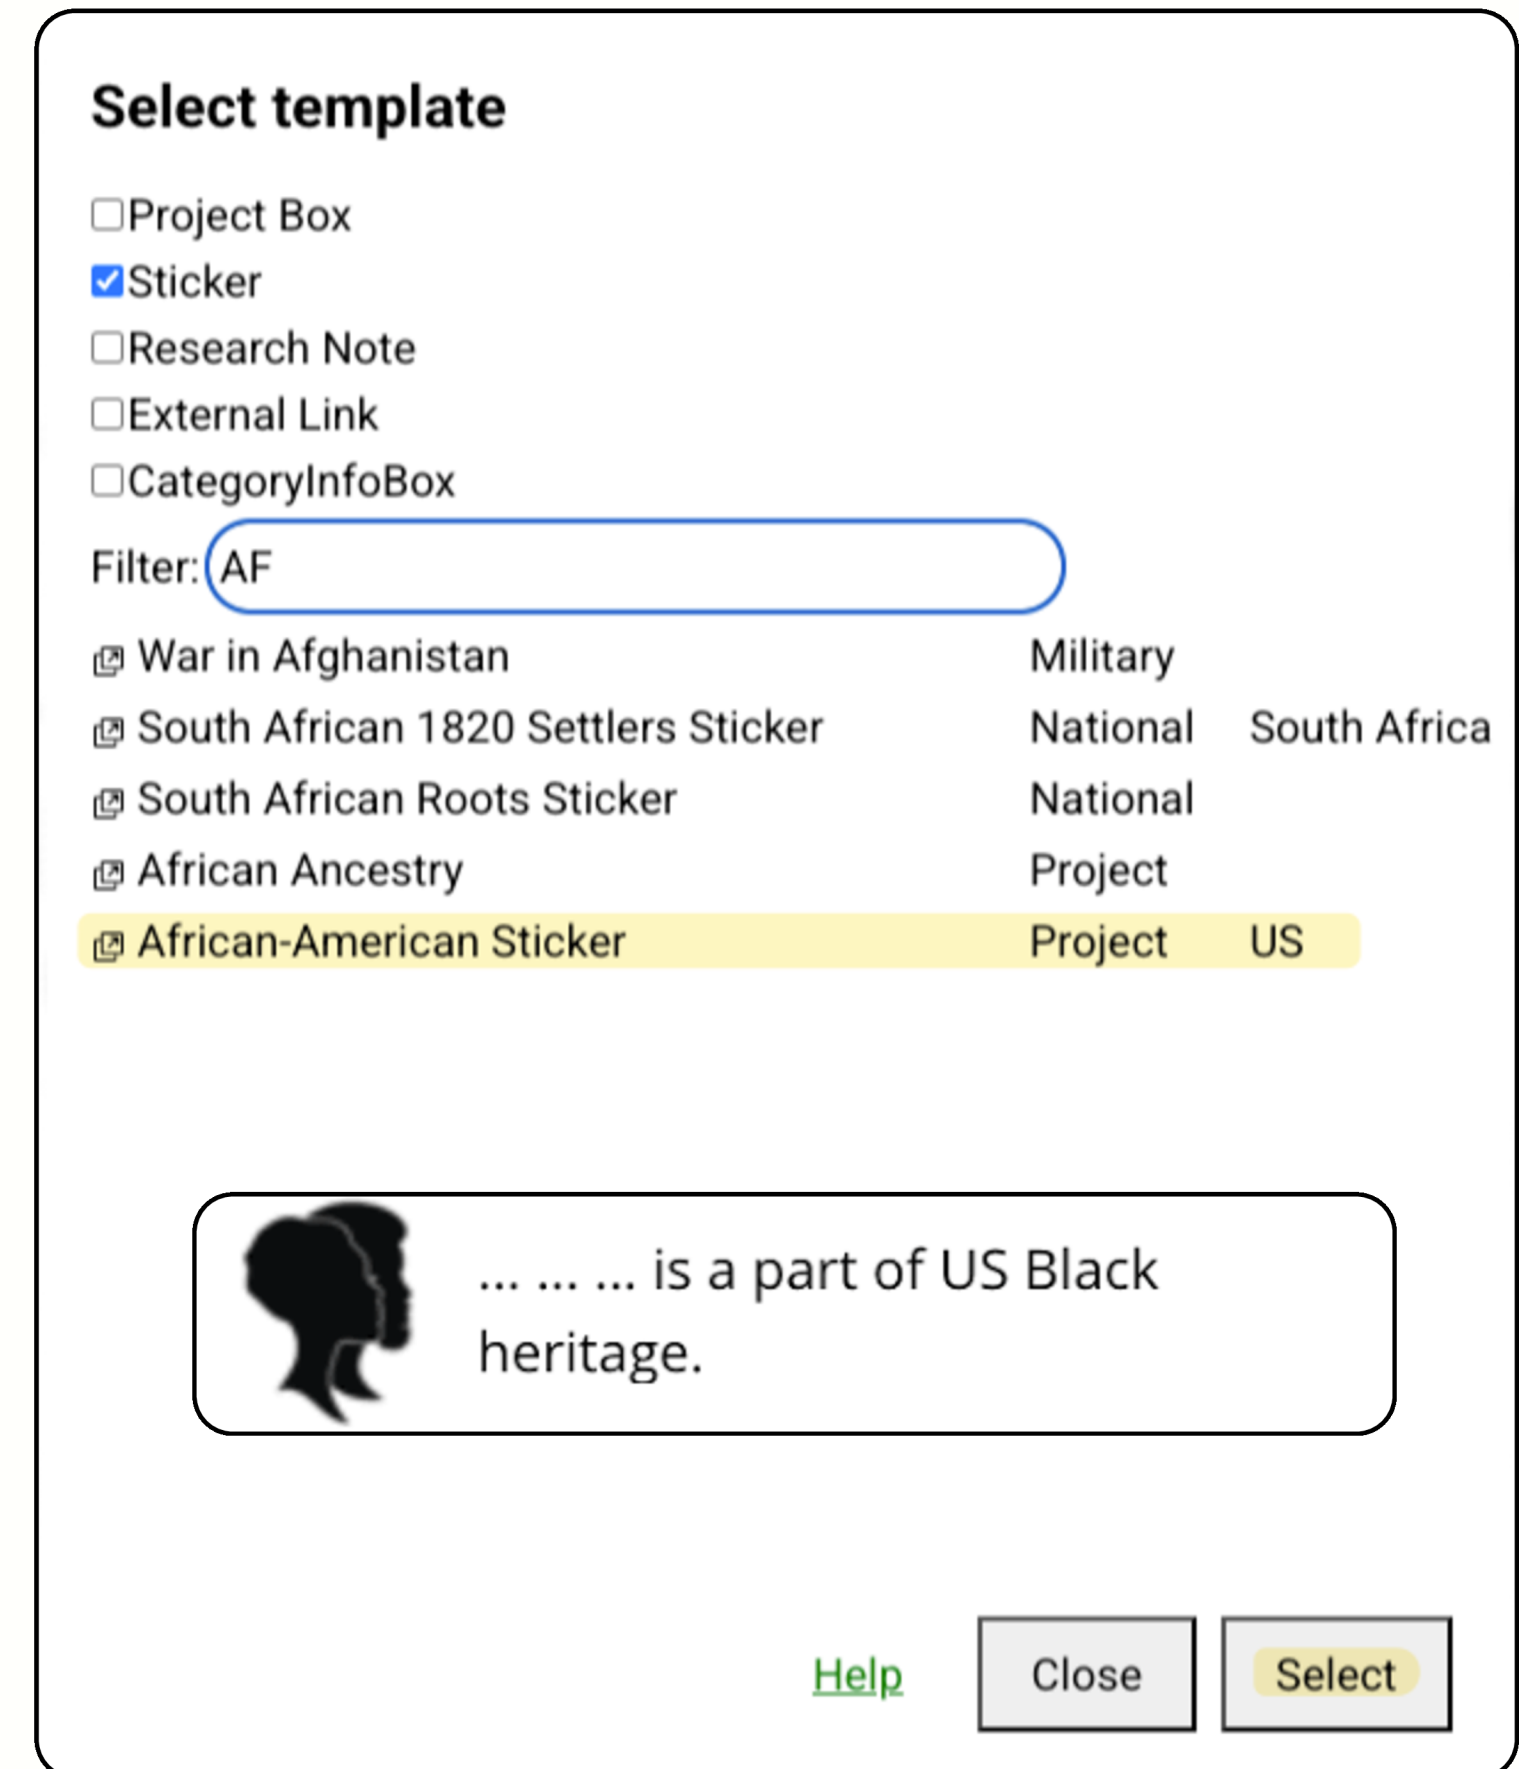 Select template
Project Box
Sticker
Research Note
External Link
CategoryInfoBox
Filter: AF
War in Afghanistan Military
South African 1820 Settlers Sticker National South Africa
South African Roots Sticker National
African Ancestry Project
African-American Sticker Project US
... ... ... is a part of US Black
heritage.
Help Close Select